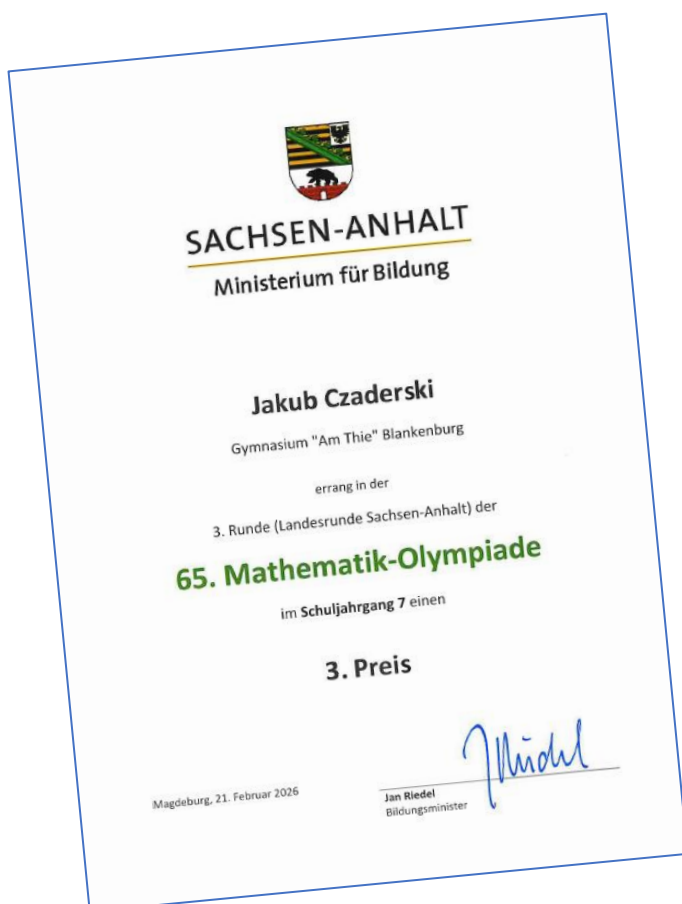 SACHSEN-ANHALT
Ministerium für Bildung
Jakub Czaderski
Gymnasium "Am Thie" Blankenburg
errang in der
3. Runde (Landesrunde Sachsen-Anhalt) der
65. Mathematik-Olympiade
im Schuljahrgang 7 einen
3. Preis
Magdeburg, 21. Februar 2026
Jan Riedel
Bildungsminister